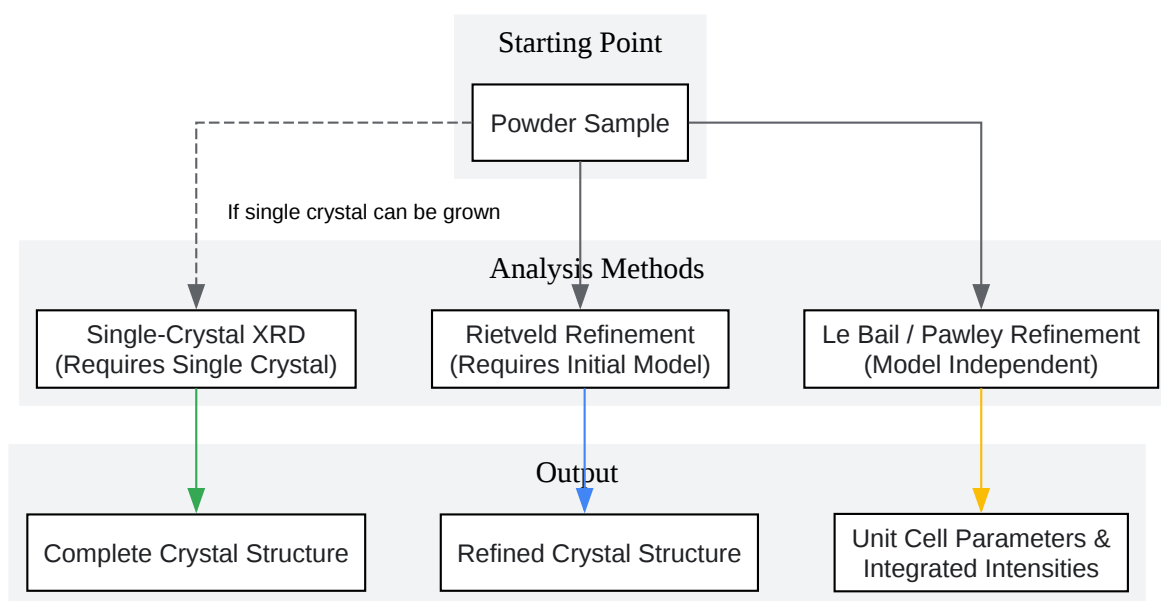 Starting Point
Powder Sample
If single crystal can be grown
Analysis Methods
Single-Crystal XRD
(Requires Single Crystal)
Rietveld Refinement
(Requires Initial Model)
Le Bail / Pawley Refinement
(Model Independent)
Output
Complete Crystal Structure
Refined Crystal Structure
Unit Cell Parameters &
Integrated Intensities